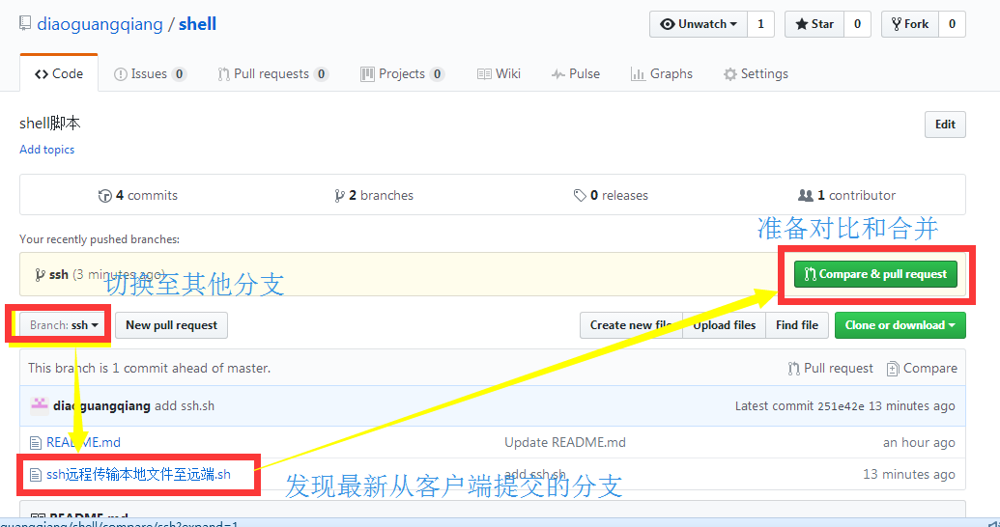 diaoguangqiang / shell
Unwatch 1 Star 0 Fork 0
Code Issues 0 Pull requests 0 Projects 0 Wiki Pulse Graphs Settings
shell脚本
Edit
Add topics
4 commits 2 branches 0 releases 1 contributor
准备对比和合并
Your recently pushed branches:
ssh (3 minutes ago) Compare & pull request
切换至其他分支
Branch: ssh New pull request Create new file Upload files Find file Clone or download
This branch is 1 commit ahead of master. Pull request Compare
diaoguangqiang add ssh.sh Latest commit 251e42e 13 minutes ago
README.md Update README.md an hour ago
ssh远程传输本地文件至远端.sh add ssh.sh 13 minutes ago
发现最新从客户端提交的分支
README.md
guangqiang/shell/compare/ssh?expand=1